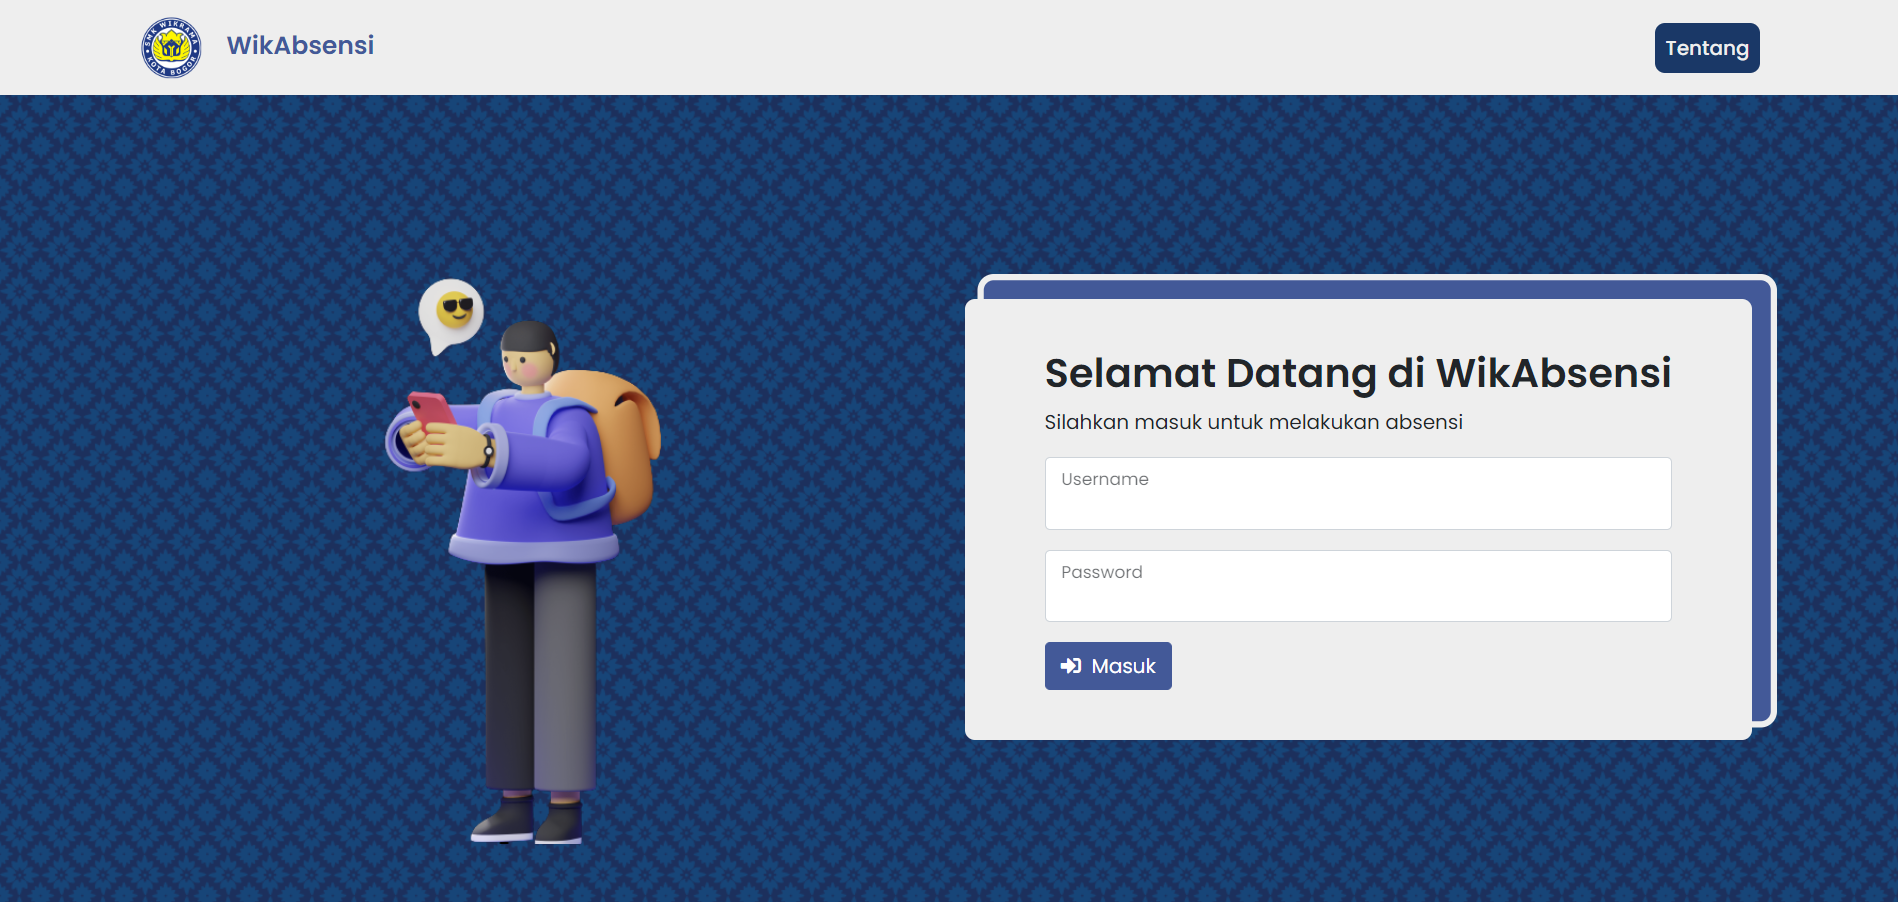 SMK WIKRAMA
KOTA BOGOR
WikAbsensi
Tentang
Selamat Datang di WikAbsensi
Silahkan masuk untuk melakukan absensi
Username
Password
Masuk